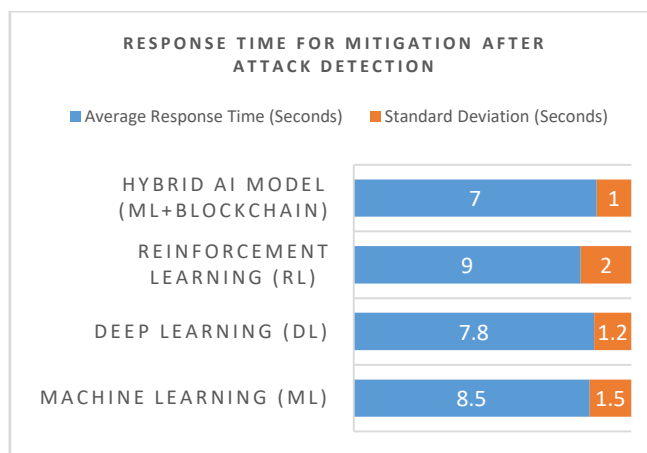 RESPONSE TIME FOR MITIGATION AFTER
ATTACK DETECTION
Average Response Time (Seconds) Standard Deviation (Seconds)
HYBRID AI MODEL
(ML+BLOCKCHAIN)
7 1
REINFORCEMENT
LEARNING (RL)
9 2
DEEP LEARNING (DL) 7.8 1.2
MACHINE LEARNING (ML) 8.5 1.5